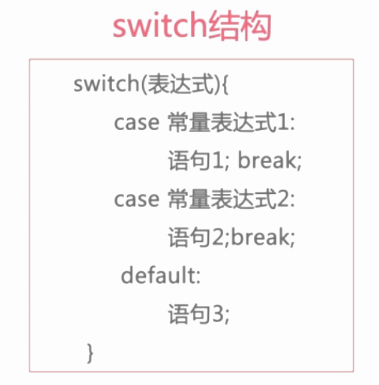 switch结构
switch(表达式){
case 常量表达式1:
语句1; break;
case 常量表达式2:
语句2;break;
default:
语句3;
}